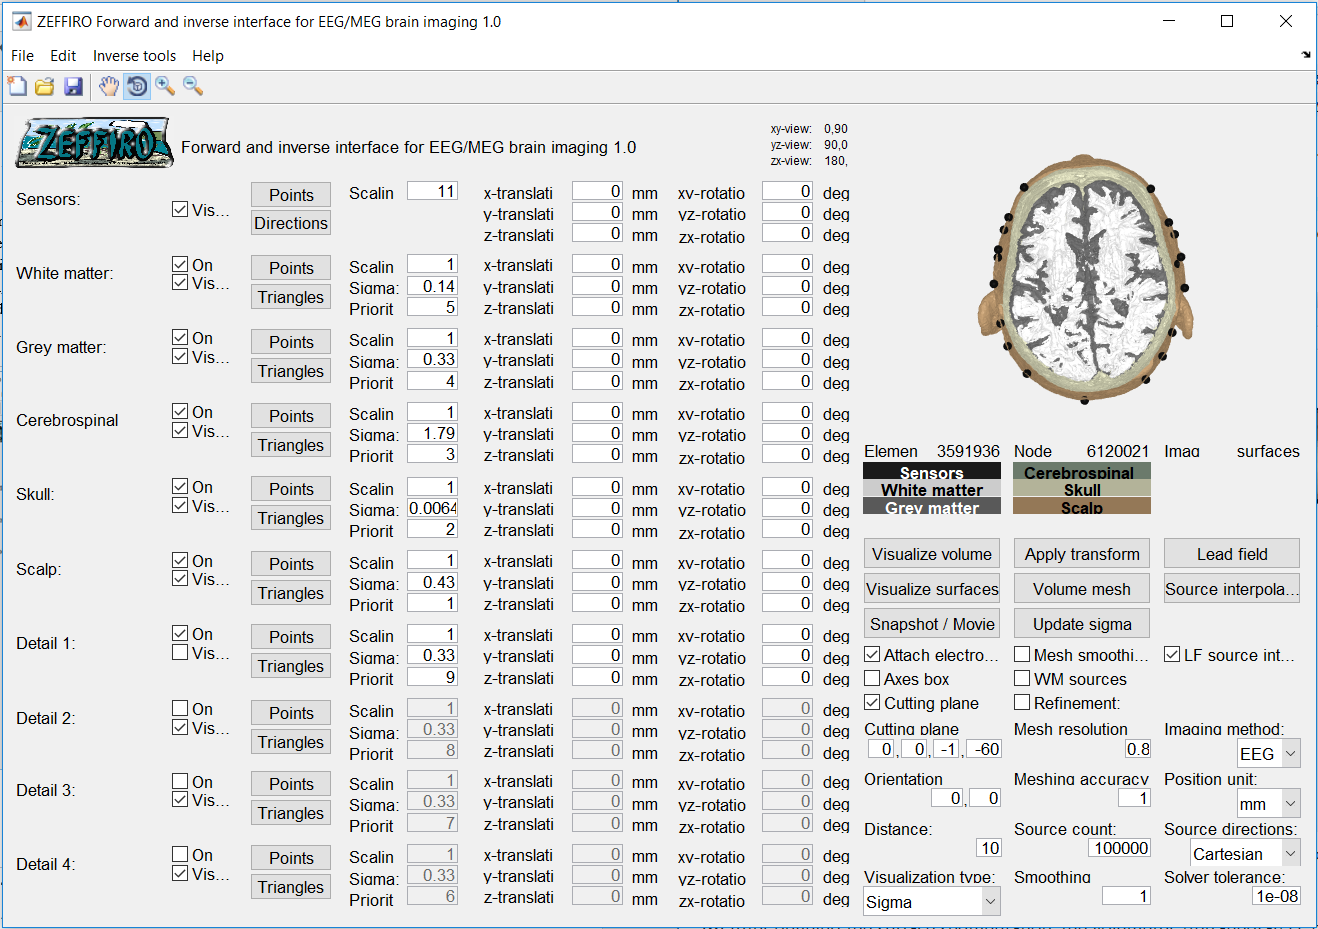 ZEFFIRO Forward and inverse interface for EEG/MEG brain imaging 1.0
File Edit Inverse tools Help
ZEFFIRO Forward and inverse interface for EEG/MEG brain imaging 1.0
xy-view: 0,90
yz-view: 90,0
zx-view: 180,
Sensors: Vis... Points Directions Scalin 11 x-translati 0 mm xy-rotatio 0 deg
y-translati 0 mm yz-rotatio 0 deg
z-translati 0 mm zx-rotatio 0 deg
White matter: On Points Scalin 1 x-translati 0 mm xy-rotatio 0 deg
Vis... Sigma: 0.14 y-translati 0 mm yz-rotatio 0 deg
Triangles Priorit 5 z-translati 0 mm zx-rotatio 0 deg
Grey matter: On Points Scalin 1 x-translati 0 mm xy-rotatio 0 deg
Vis... Sigma: 0.33 y-translati 0 mm yz-rotatio 0 deg
Triangles Priorit 4 z-translati 0 mm zx-rotatio 0 deg
Cerebrospinal On Points Scalin 1 x-translati 0 mm xy-rotatio 0 deg
Vis... Sigma: 1.79 y-translati 0 mm yz-rotatio 0 deg
Triangles Priorit 3 z-translati 0 mm zx-rotatio 0 deg
Skull: On Points Scalin 1 x-translati 0 mm xy-rotatio 0 deg
Vis... Sigma: 0.0064 y-translati 0 mm yz-rotatio 0 deg
Triangles Priorit 2 z-translati 0 mm zx-rotatio 0 deg
Scalp: On Points Scalin 1 x-translati 0 mm xy-rotatio 0 deg
Vis... Sigma: 0.43 y-translati 0 mm yz-rotatio 0 deg
Triangles Priorit 1 z-translati 0 mm zx-rotatio 0 deg
Detail 1: On Points Scalin 1 x-translati 0 mm xy-rotatio 0 deg
Vis... Sigma: 0.33 y-translati 0 mm yz-rotatio 0 deg
Triangles Priorit 9 z-translati 0 mm zx-rotatio 0 deg
Detail 2: On Points Scalin 1 x-translati 0 mm xy-rotatio 0 deg
Vis... Sigma: 0.33 y-translati 0 mm yz-rotatio 0 deg
Triangles Priorit 8 z-translati 0 mm zx-rotatio 0 deg
Detail 3: On Points Scalin 1 x-translati 0 mm xy-rotatio 0 deg
Vis... Sigma: 0.33 y-translati 0 mm yz-rotatio 0 deg
Triangles Priorit 7 z-translati 0 mm zx-rotatio 0 deg
Detail 4: On Points Scalin 1 x-translati 0 mm xy-rotatio 0 deg
Vis... Sigma: 0.33 y-translati 0 mm yz-rotatio 0 deg
Triangles Priorit 6 z-translati 0 mm zx-rotatio 0 deg
Elemen 3591936 Node 6120021 Imag surfaces
Sensors Cerebrospinal
White matter Skull
Grey matter Scalp
Visualize volume Apply transform Lead field
Visualize surfaces Volume mesh Source interpola...
Snapshot / Movie Update sigma
Attach electro... Mesh smoothi... LF source int...
Axes box WM sources
Cutting plane Refinement:
Cutting plane Mesh resolution Imaging method:
0 , 0 , -1 , -60 0.8 EEG
Orientation Meshing accuracy Position unit:
0 , 0 1 mm
Distance: Source count: Source directions:
10 100000 Cartesian
Visualization type: Smoothing Solver tolerance:
Sigma 1 1e-08